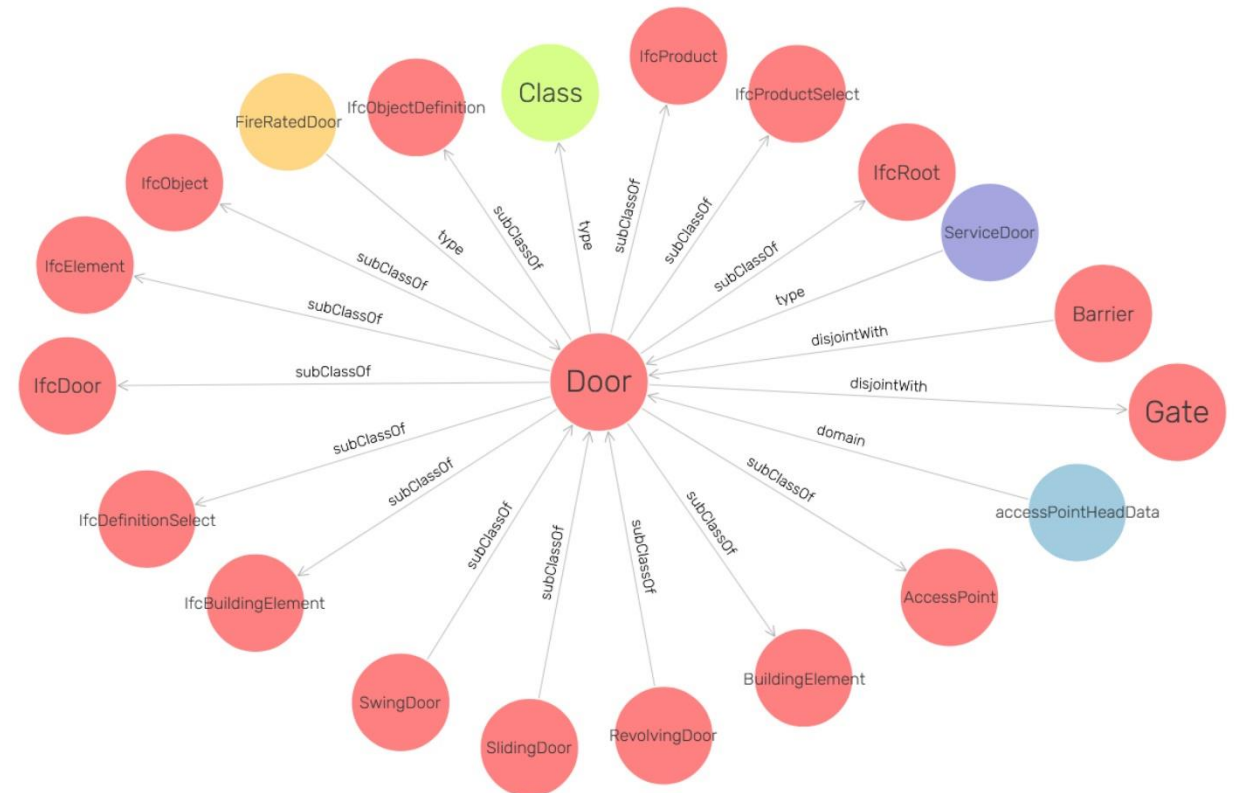 IfcProduct
Class
IfcProductSelect
IfcObjectDefinition
FireRatedDoor
IfcRoot
IfcObject
subClassOf
type
subClassOf
subClassOf
ServiceDoor
type
subClassOf
subClassOf
IfcElement
subClassOf
type
Barrier
subClassOf
disjointWith
Door
IfcDoor
subClassOf
disjointWith
Gate
domain
subClassOf
subClassOf
subClassOf
accessPointHeadData
IfcDefinitionSelect
subClassOf
subClassOf
subClassOf
subClassOf
AccessPoint
IfcBuildingElement
BuildingElement
SwingDoor
RevolvingDoor
SlidingDoor